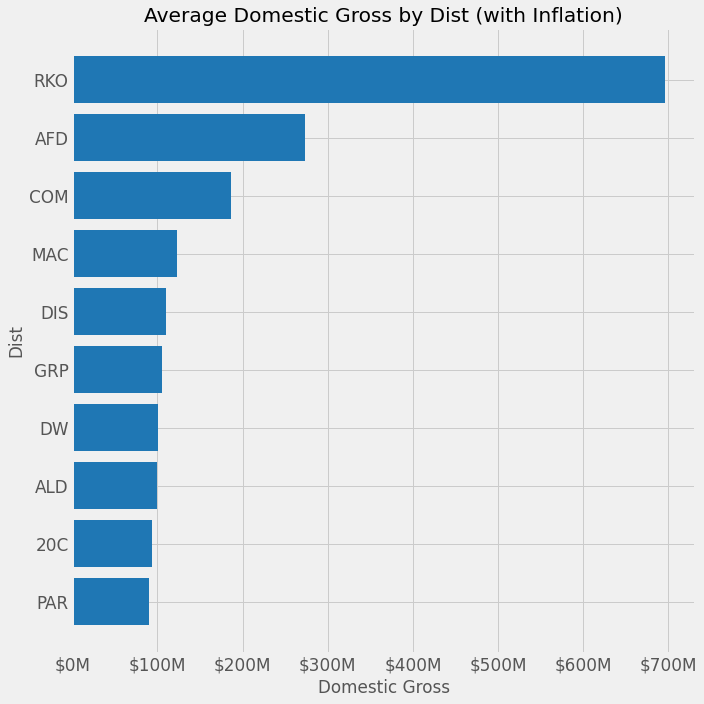 Average Domestic Gross by Dist (with Inflation)
RKO
AFD
COM
MAC
DIS
GRP
DW
ALD
20C
PAR
Dist
$0M $100M $200M $300M $400M $500M $600M $700M
Domestic Gross